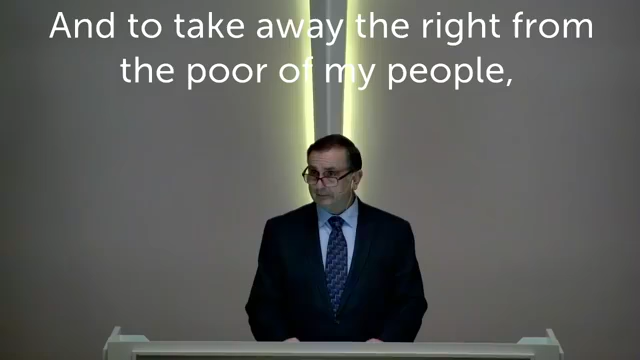 And to take away the right from
the poor of my people,